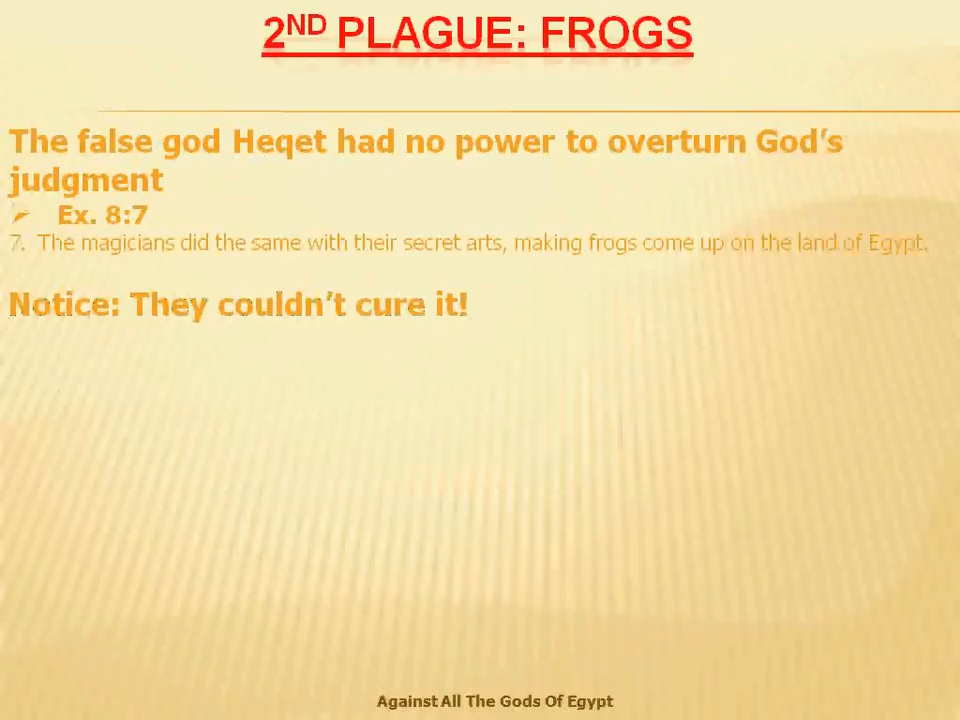 2ND PLAGUE: FROGS
The false god Heqet had no power to overturn God's
judgment
➢ Ex. 8:7
7. The magicians did the same with their secret arts, making frogs come up on the land of Egypt.
Notice: They couldn't cure it!
Against All The Gods Of Egypt